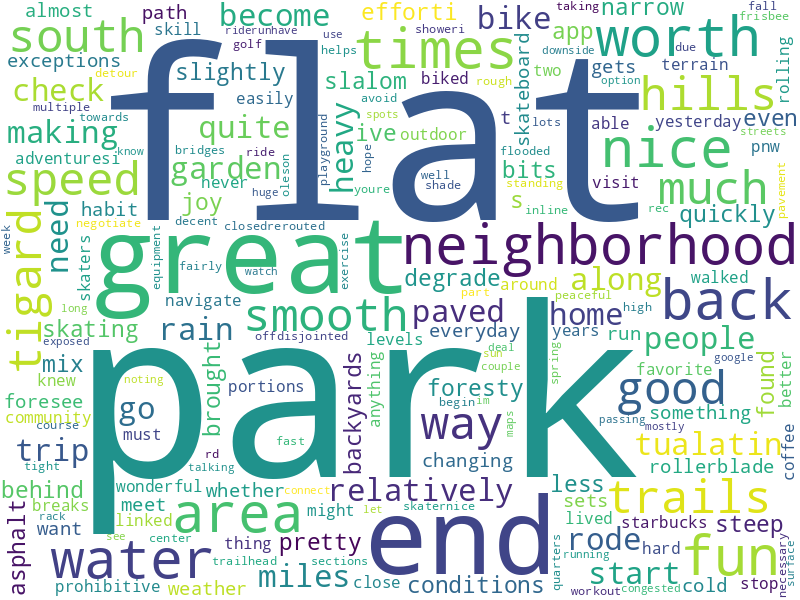 almost
path
become
efforti
bike
taking
narrow
fall
frisbee
south
skill
golf
riderunhave
showeri
use
app
worth
exceptions
flat
times
helps
downside
due
terrain
slightly
slalom
biked
rough
skateboard
two
gets
rolling
check
easily
avoid
option
hills
multiple
towards
quite
heavy
ive
spots
outdoor
t
lots
able
yesterday
even
making
know
bridges
ride
playground
hope
flooded
nice
streets
adventuresi
garden
never
huge
oleson
youre
well
shade
standing
bits
visit
pnw
pavement
speed
habit
joy
decent
closedrerouted
s
inline
rec
much
quickly
negotiate
week
tigard
need
skaters
great
equipment
fairly
watch
exercise
neighborhood
walked
degrade
around
along
part
peaceful
long
navigate
smooth
paved
home
high
back
exposed
skating
rain
offdisjointed
levels
everyday
years
run
people
google
mix
noting
brought
park
deal
sun
couple
spring
favorite
found
better
knew
portions
anything
foresty
good
something
foresee
community
go
backyards
begin
im
maps
way
passing
mostly
coffee
course
must
fast
trip
tight
rd
talking
changing
tualatin
rollerblade
behind
wonderful
whether
connect
relatively
less
sets
trails
breaks
meet
might
let
skaternice
end
lived
starbucks
steep
asphalt
rack
want
linked
area
thing
pretty
rode
hard
see
center
water
trailhead
sections
fun
necessary
surface
weather
miles
close
conditions
quarters
start
running
cold
stop
prohibitive
workout
congested
detour